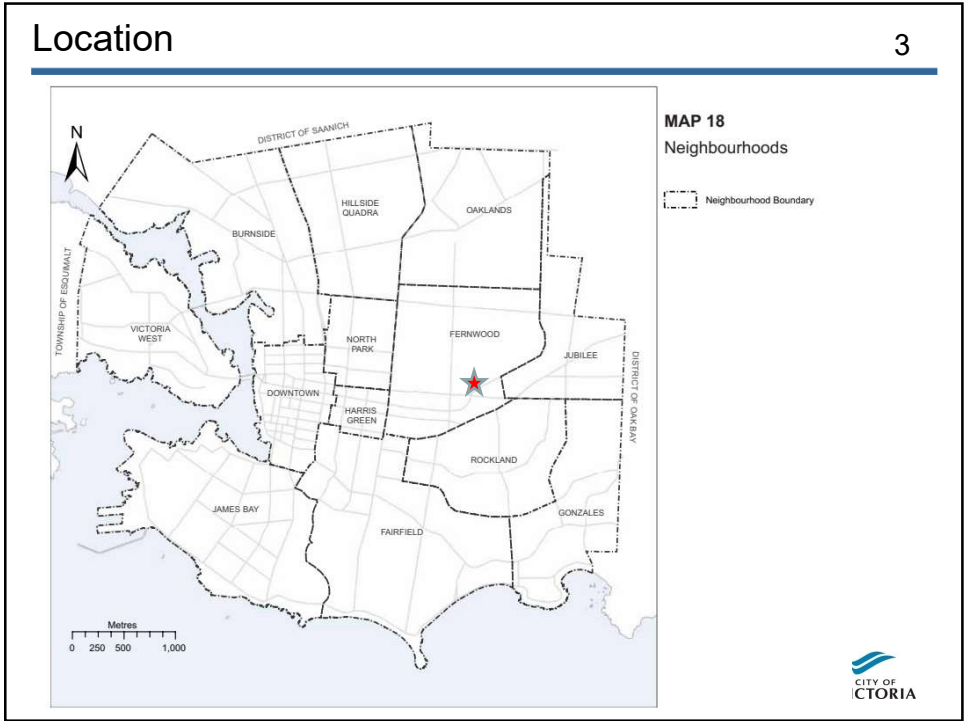 Location
3
MAP 18
Neighbourhoods
Neighbourhood Boundary
N
DISTRICT OF SAANICH
HILLSIDE
QUADRA
OAKLANDS
BURNSIDE
TOWNSHIP OF ESQUIMALT
VICTORIA
WEST
NORTH
PARK
FERNWOOD
JUBILEE
DISTRICT OF OAK BAY
DOWNTOWN
HARRIS
GREEN
ROCKLAND
JAMES BAY
FAIRFIELD
GONZALES
Metres
0 250 500 1,000
CITY OF
ICTORIA